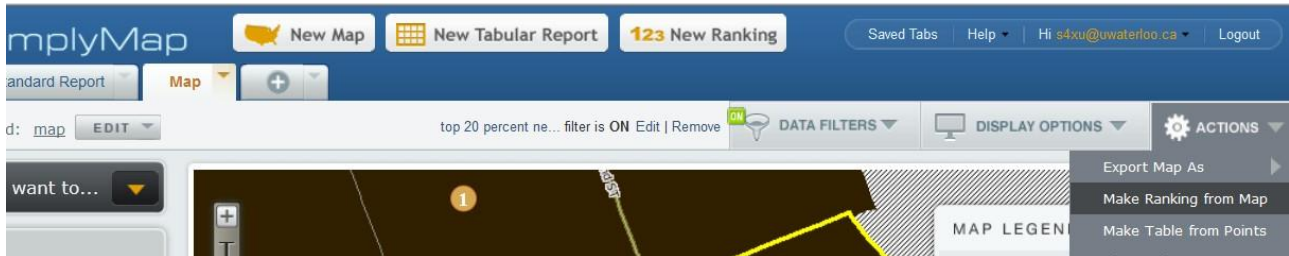 mplyMap New Map New Tabular Report 123 New Ranking Saved Tabs Help Hi s4xu@uwaterloo.ca Logout
tandard Report Map
d: map EDIT top 20 percent ne... filter is ON Edit | Remove ON DATA FILTERS DISPLAY OPTIONS ACTIONS
want to...
1
Export Map As
Make Ranking from Map
MAP LEGEN
Make Table from Points